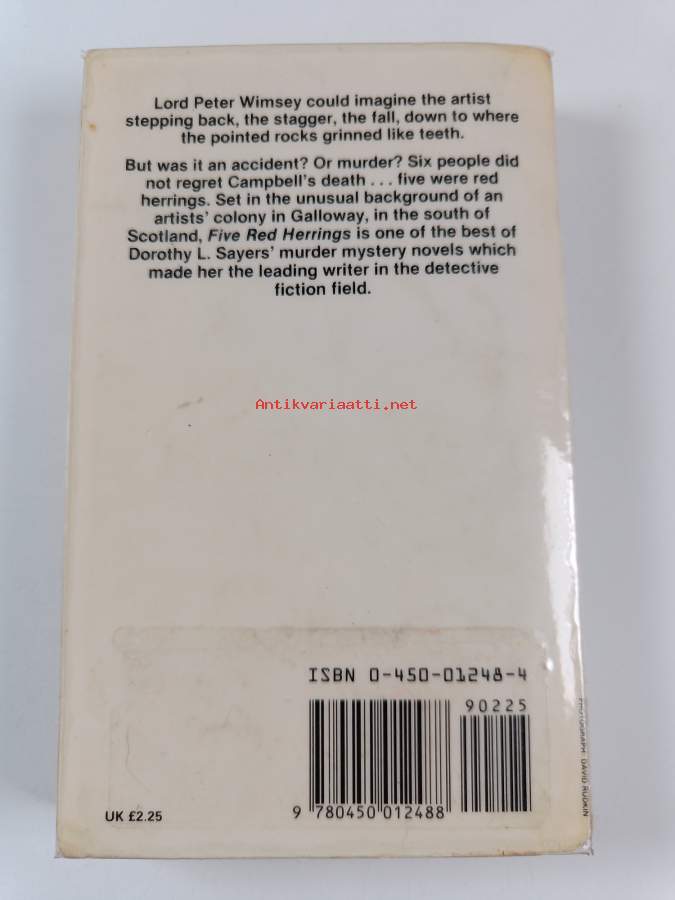 Lord Peter Wimsey could imagine the artist
stepping back, the stagger, the fall, down to where
the pointed rocks grinned like teeth.
But was it an accident? Or murder? Six people did
not regret Campbell's death . . . five were red
herrings. Set in the unusual background of an
artists' colony in Galloway, in the south of
Scotland, Five Red Herrings is one of the best of
Dorothy L. Sayers' murder mystery novels which
made her the leading writer in the detective
fiction field.
Antikvariaatti.net
ISBN 0-450-01248-4
90225
9 780450 012488
UK £2.25
PHOTOGRAPH: DAVID RUDKIN